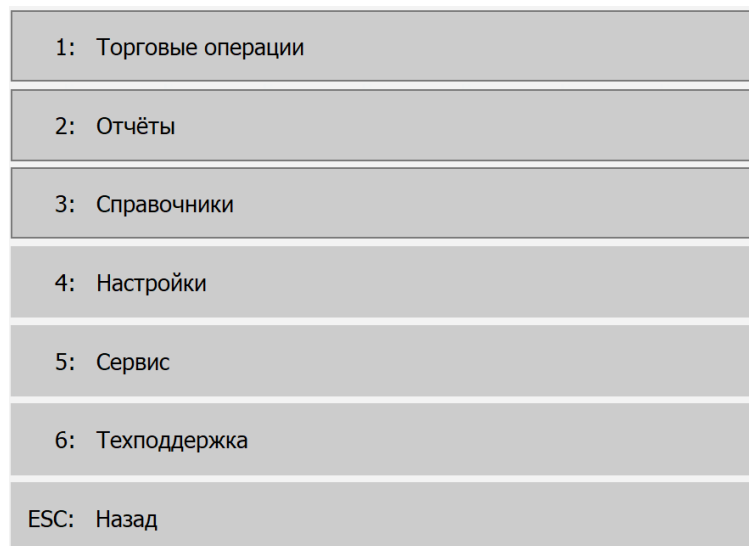 1: Торговые операции
2: Отчёты
3: Справочники
4: Настройки
5: Сервис
6: Техподдержка
ESC: Назад